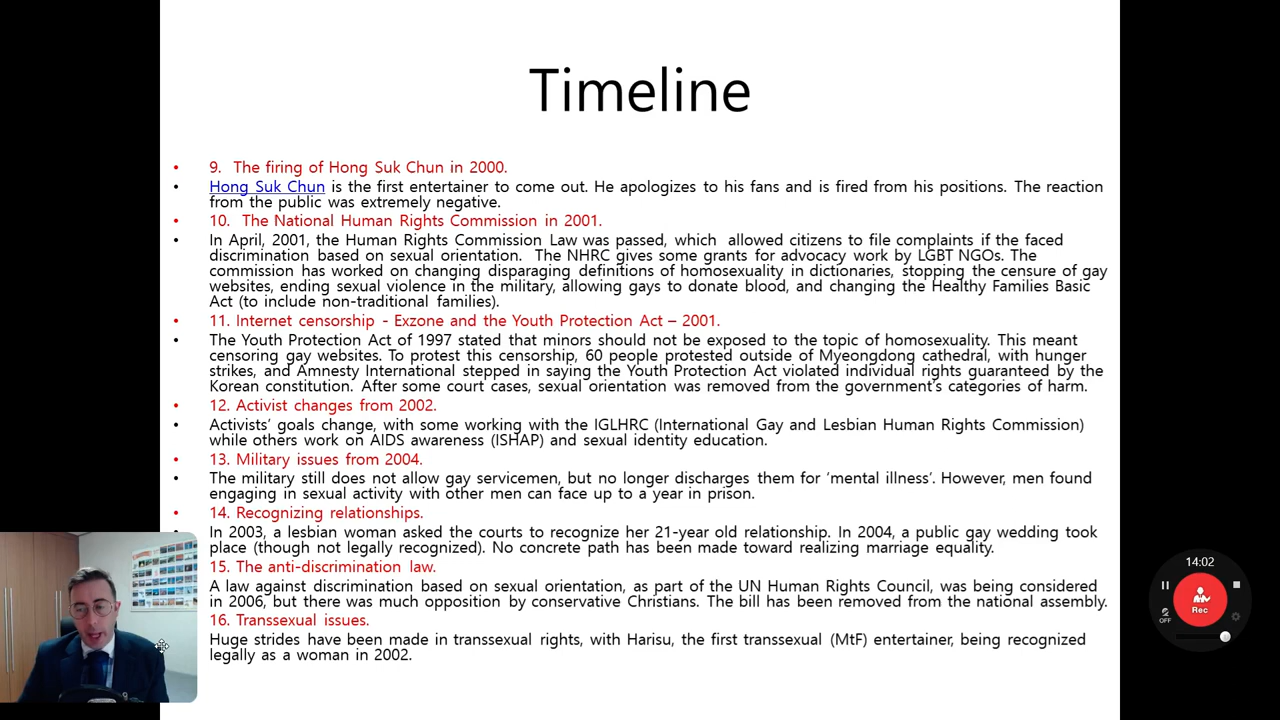 Timeline
• 9. The firing of Hong Suk Chun in 2000.
• Hong Suk Chun is the first entertainer to come out. He apologizes to his fans and is fired from his positions. The reaction
from the public was extremely negative.
• 10. The National Human Rights Commission in 2001.
• In April, 2001, the Human Rights Commission Law was passed, which allowed citizens to file complaints if the faced
discrimination based on sexual orientation. The NHRC gives some grants for advocacy work by LGBT NGOs. The
commission has worked on changing disparaging definitions of homosexuality in dictionaries, stopping the censure of gay
websites, ending sexual violence in the military, allowing gays to donate blood, and changing the Healthy Families Basic
Act (to include non-traditional families).
• 11. Internet censorship - Exzone and the Youth Protection Act – 2001.
• The Youth Protection Act of 1997 stated that minors should not be exposed to the topic of homosexuality. This meant
censoring gay websites. To protest this censorship, 60 people protested outside of Myeongdong cathedral, with hunger
strikes, and Amnesty International stepped in saying the Youth Protection Act violated individual rights guaranteed by the
Korean constitution. After some court cases, sexual orientation was removed from the government's categories of harm.
• 12. Activist changes from 2002.
• Activists' goals change, with some working with the IGLHRC (International Gay and Lesbian Human Rights Commission)
while others work on AIDS awareness (ISHAP) and sexual identity education.
• 13. Military issues from 2004.
• The military still does not allow gay servicemen, but no longer discharges them for 'mental illness'. However, men found
engaging in sexual activity with other men can face up to a year in prison.
• 14. Recognizing relationships.
In 2003, a lesbian woman asked the courts to recognize her 21-year old relationship. In 2004, a public gay wedding took
place (though not legally recognized). No concrete path has been made toward realizing marriage equality.
15. The anti-discrimination law.
A law against discrimination based on sexual orientation, as part of the UN Human Rights Council, was being considered
in 2006, but there was much opposition by conservative Christians. The bill has been removed from the national assembly.
16. Transsexual issues.
Huge strides have been made in transsexual rights, with Harisu, the first transsexual (MtF) entertainer, being recognized
legally as a woman in 2002.
14:02
Rec
OFF